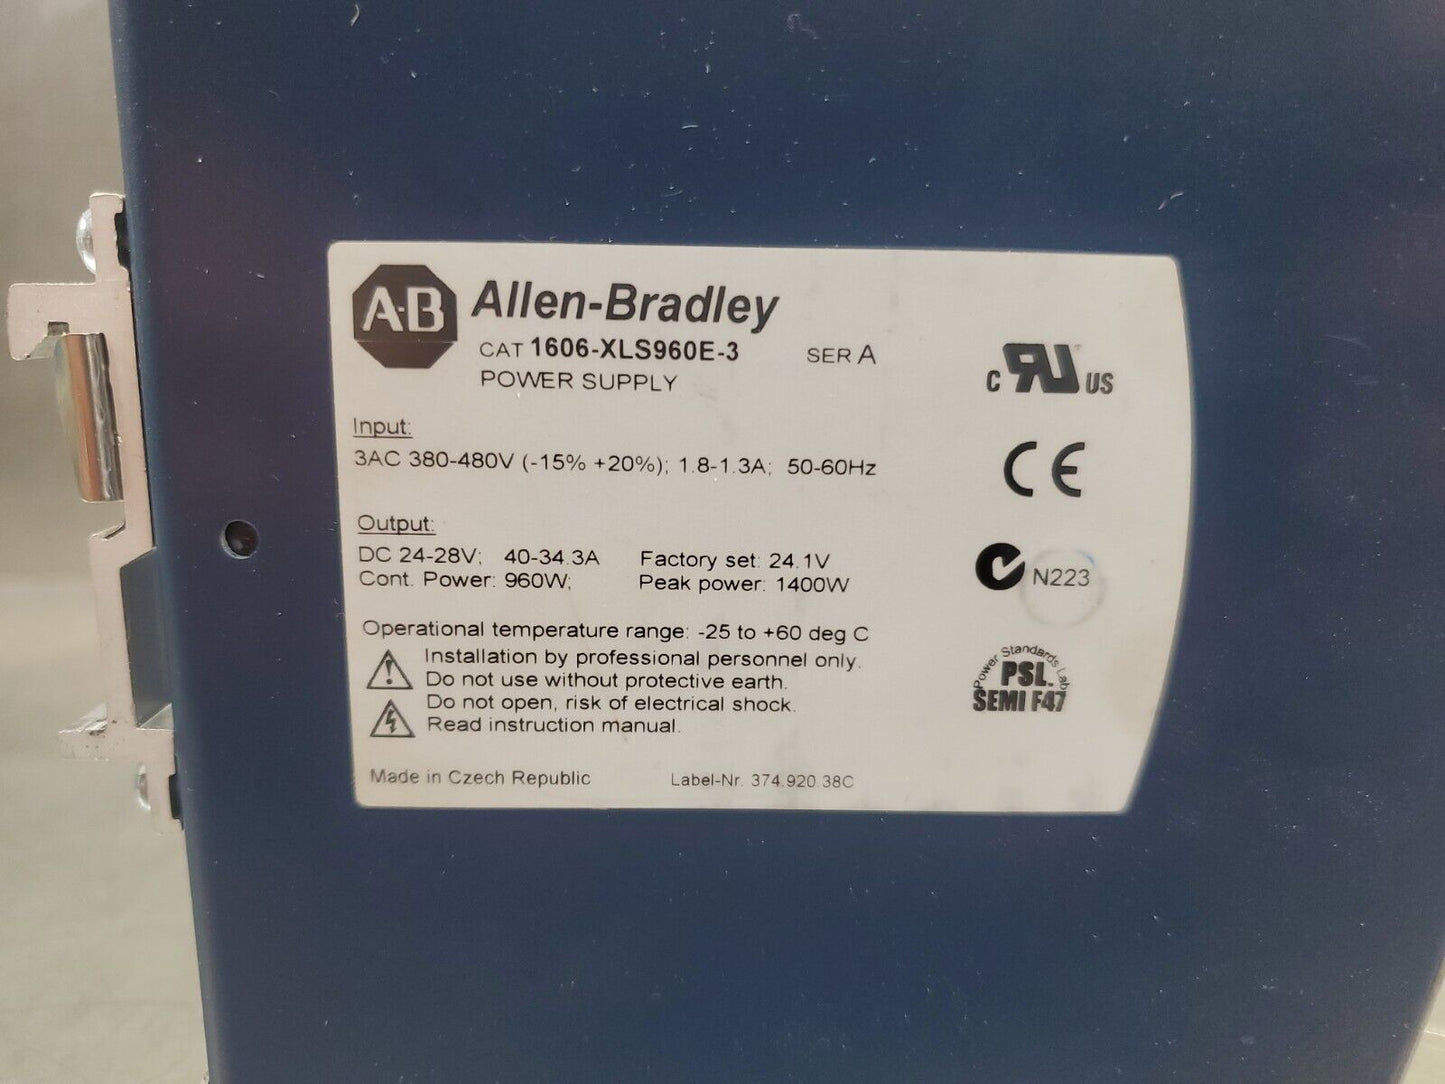 A-B Allen-Bradley
CAT 1606-XLS960E-3 SER A
POWER SUPPLY
C RU US
Input:
3AC 380-480V (-15% +20%); 1.8-1.3A; 50-60Hz
CE
Output:
DC 24-28V; 40-34.3A Factory set: 24.1V
Cont. Power: 960W; Peak power: 1400W
N223
Operational temperature range: -25 to +60 deg C
Installation by professional personnel only.
Do not use without protective earth.
Do not open, risk of electrical shock.
Read instruction manual.
Power Standards Lab
PSL.
SEMI F47
Made in Czech Republic Label-Nr. 374.920.38C